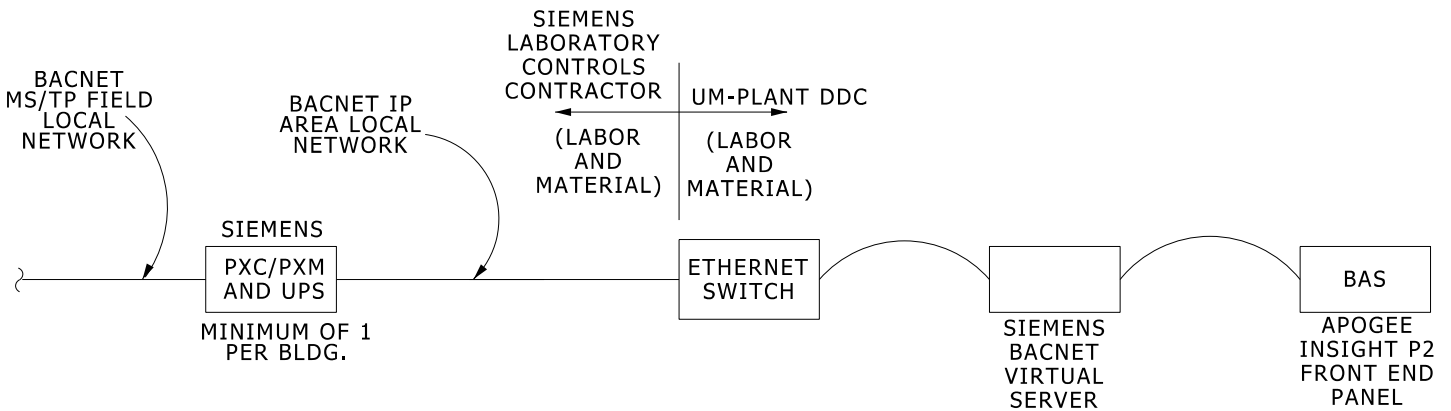 BACNET
MS/TP FIELD
LOCAL
NETWORK
BACNET IP
AREA LOCAL
NETWORK
SIEMENS
LABORATORY
CONTROLS
CONTRACTOR
(LABOR
AND
MATERIAL)
UM-PLANT DDC
(LABOR
AND
MATERIAL)
SIEMENS
PXC/PXM
AND UPS
MINIMUM OF 1
PER BLDG.
ETHERNET
SWITCH
SIEMENS
BACNET
VIRTUAL
SERVER
BAS
APOGEE
INSIGHT P2
FRONT END
PANEL